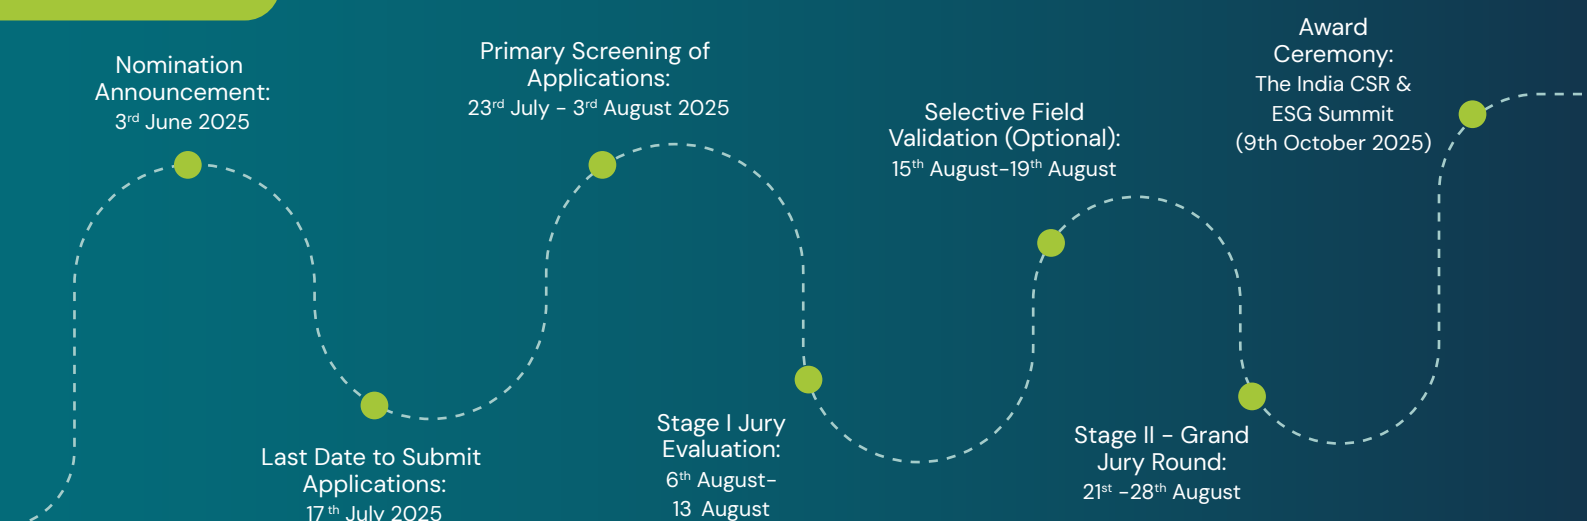 Nomination
Announcement:
3rd June 2025
Last Date to Submit
Applications:
17 th July 2025
Primary Screening of
Applications:
23rd July – 3rd August 2025
Stage I Jury
Evaluation:
6th August–
13 August
Selective Field
Validation (Optional):
15th August–19th August
Stage II – Grand
Jury Round:
21st –28th August
Award
Ceremony:
The India CSR &
ESG Summit
(9th October 2025)